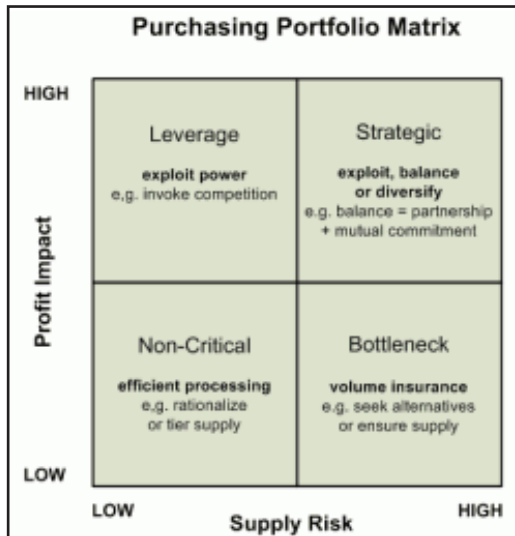 Purchasing Portfolio Matrix
HIGH
Leverage
exploit power
e,g. invoke competition
Strategic
exploit, balance
or diversify
e.g. balance = partnership
+ mutual commitment
Profit Impact
Non-Critical
efficient processing
e,g. rationalize
or tier supply
Bottleneck
volume insurance
e.g. seek alternatives
or ensure supply
LOW
LOW
HIGH
Supply Risk